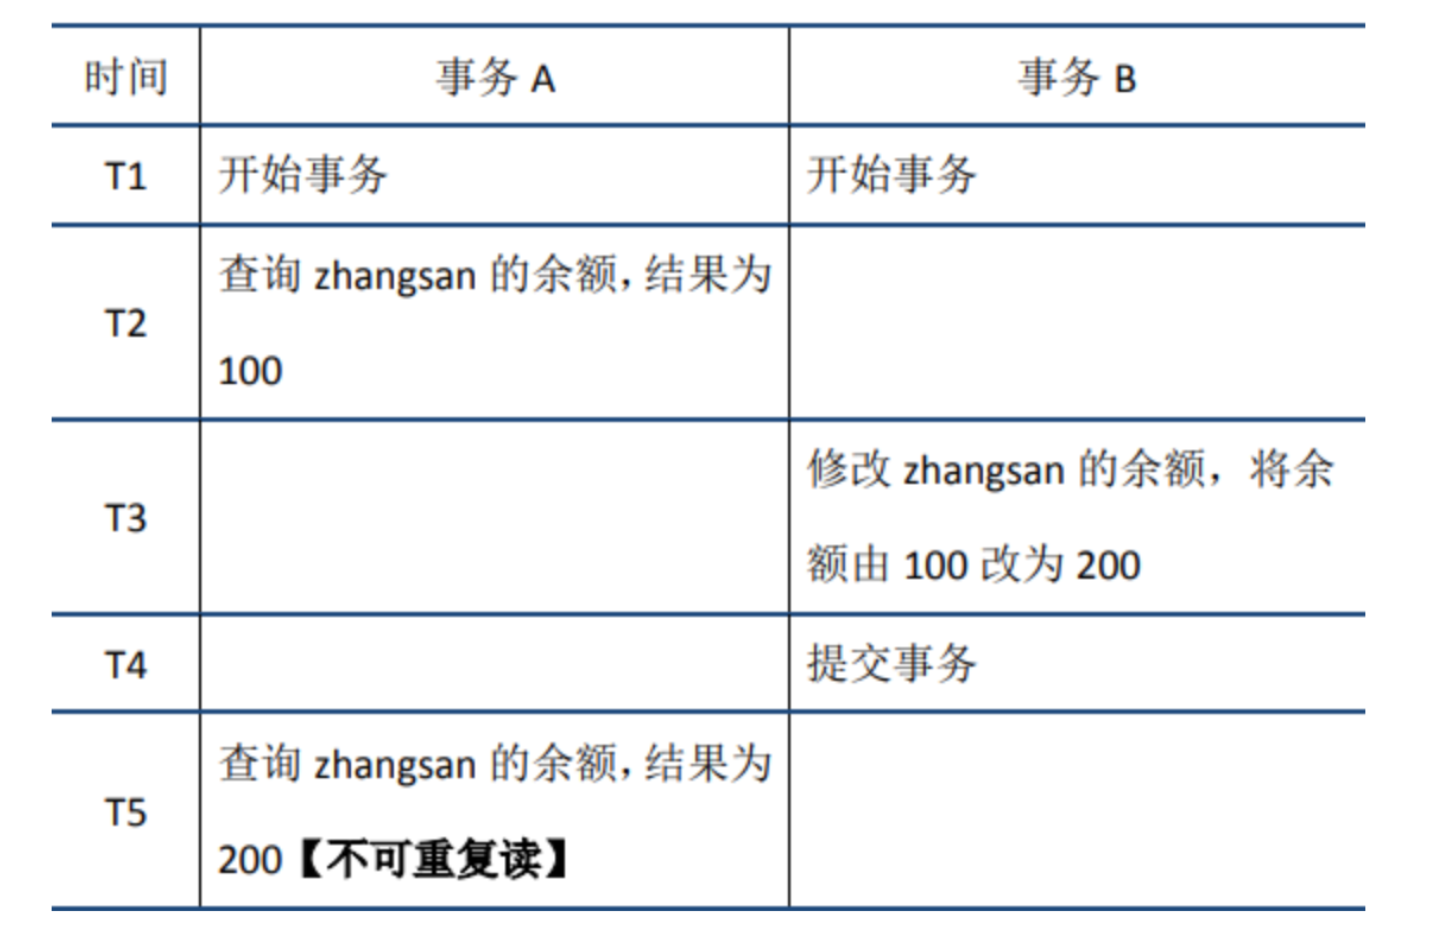 时间 事务 A 事务 B
T1 开始事务 开始事务
T2 查询 zhangsan 的余额，结果为
100
T3 修改 zhangsan 的余额，将余
额由 100 改为 200
T4 提交事务
T5 查询 zhangsan 的余额，结果为
200【不可重复读】